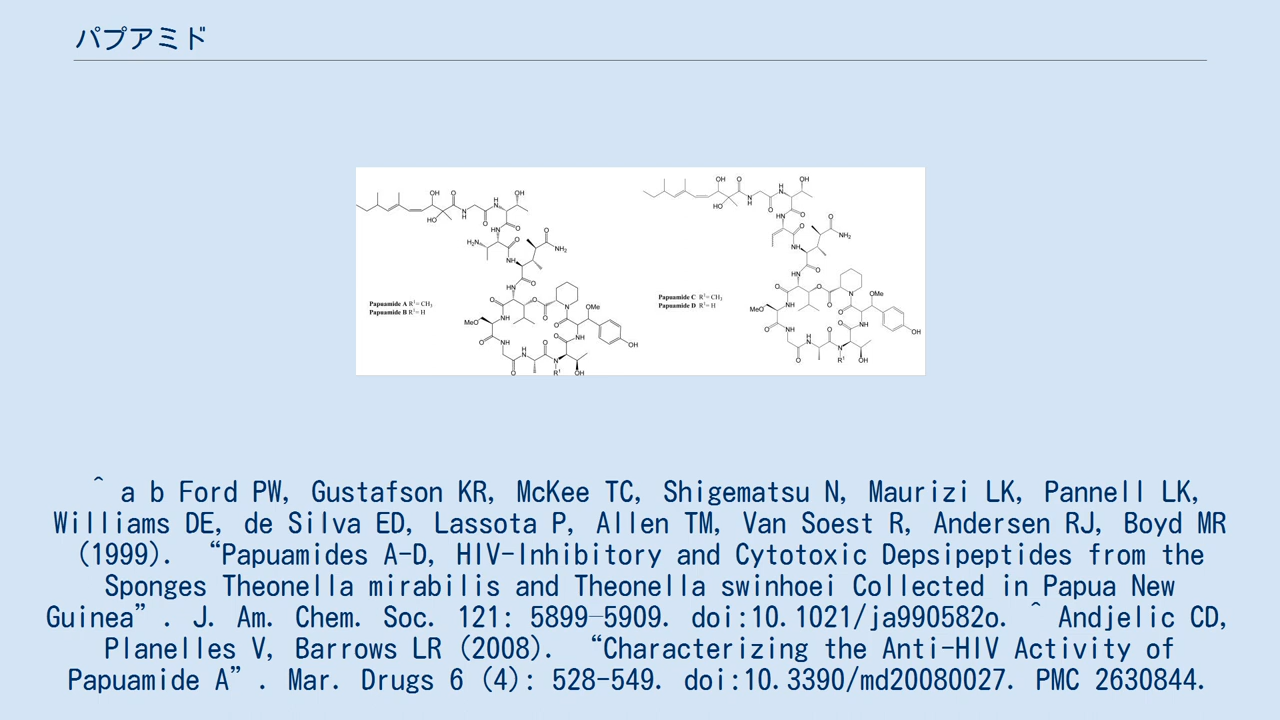 パプアミド
Papuamide A R¹= CH₃
Papuamide B R¹= H
Papuamide C R¹= CH₃
Papuamide D R¹= H
^ a b Ford PW, Gustafson KR, McKee TC, Shigematsu N, Maurizi LK, Pannell LK,
Williams DE, de Silva ED, Lassota P, Allen TM, Van Soest R, Andersen RJ, Boyd MR
(1999). “Papuamides A-D, HIV-Inhibitory and Cytotoxic Depsipeptides from the
Sponges Theonella mirabilis and Theonella swinhoei Collected in Papua New
Guinea”. J. Am. Chem. Soc. 121: 5899–5909. doi:10.1021/ja990582o. ^ Andjelic CD,
Planelles V, Barrows LR (2008). “Characterizing the Anti-HIV Activity of
Papuamide A”. Mar. Drugs 6 (4): 528-549. doi:10.3390/md20080027. PMC 2630844.